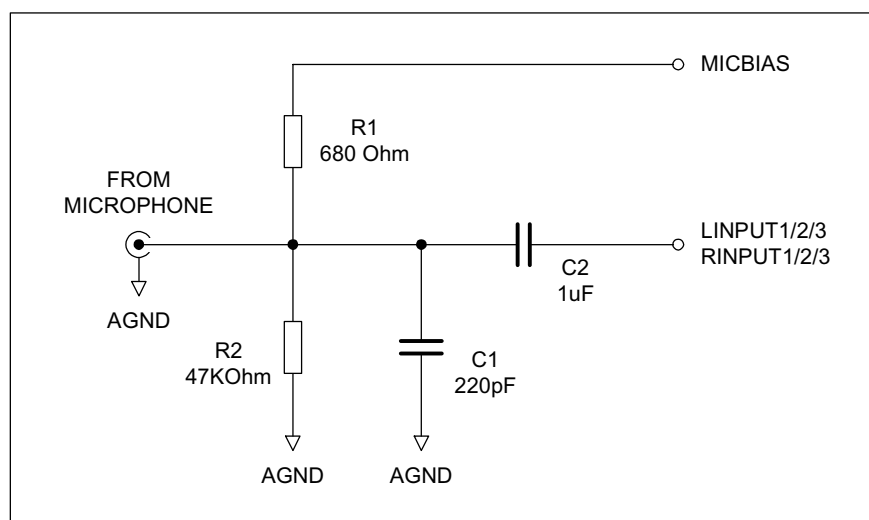 MICBIAS
R1
680 Ohm
FROM
MICROPHONE
LINPUT1/2/3
RINPUT1/2/3
C2
1uF
AGND
R2
47KOhm
C1
220pF
AGND
AGND